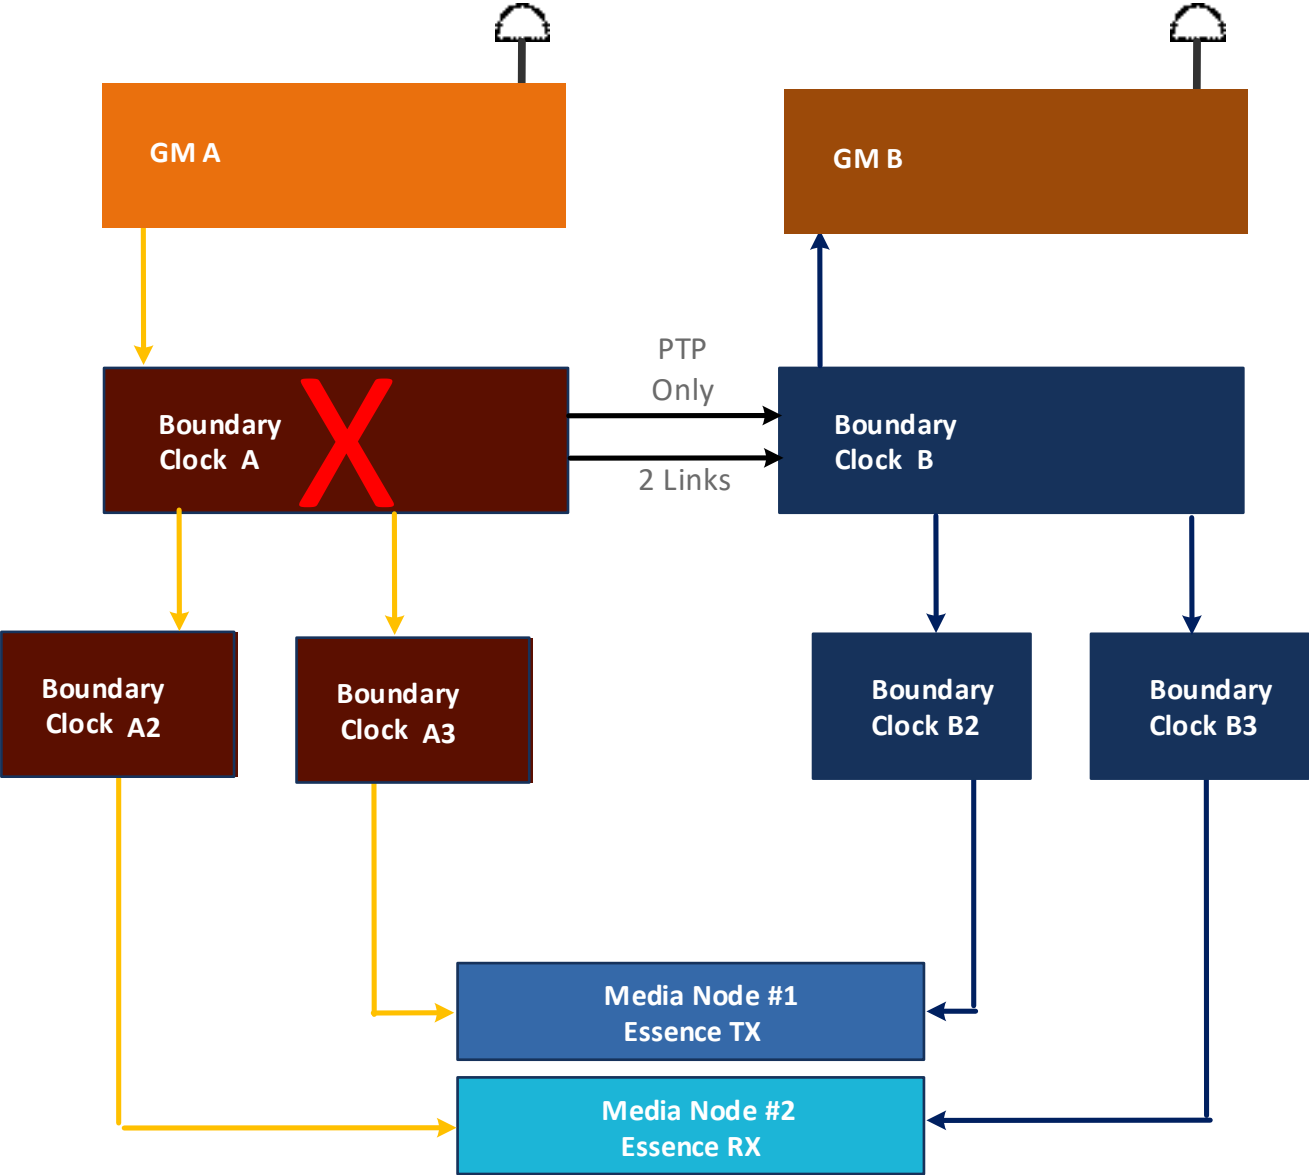 GM A
GM B
PTP
Only
2 Links
Boundary
Clock A
Boundary
Clock B
Boundary
Clock A2
Boundary
Clock A3
Boundary
Clock B2
Boundary
Clock B3
Media Node #1
Essence TX
Media Node #2
Essence RX